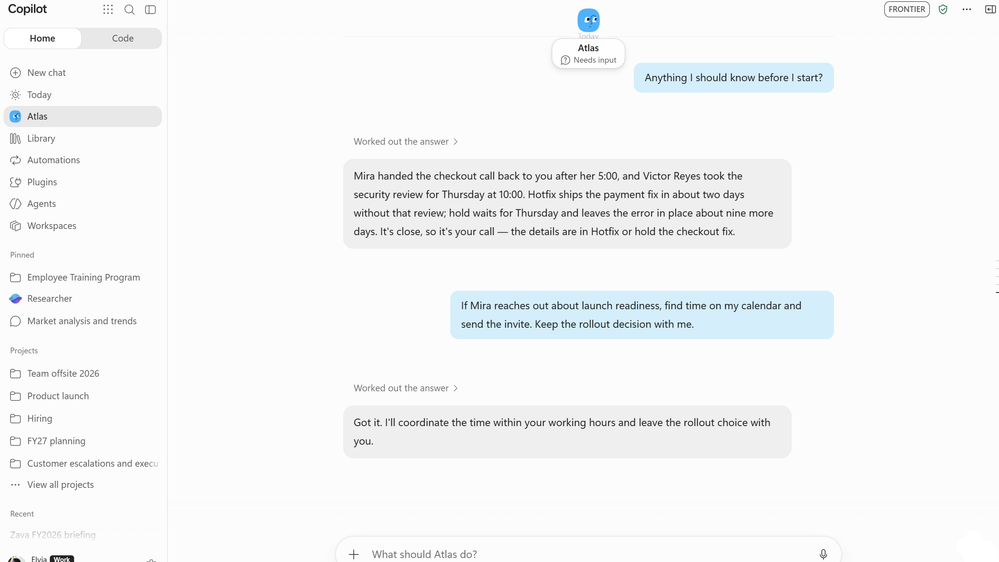 Copilot
Home
Code
New chat
Today
Atlas
Library
Automations
Plugins
Agents
Workspaces
Pinned
Employee Training Program
Researcher
Market analysis and trends
Projects
Team offsite 2026
Product launch
Hiring
FY27 planning
Customer escalations and execu
View all projects
Recent
Zava FY2026 briefing
Elvia Work
FRONTIER
Today
Atlas
Needs input
Anything I should know before I start?
Worked out the answer
Mira handed the checkout call back to you after her 5:00, and Victor Reyes took the
security review for Thursday at 10:00. Hotfix ships the payment fix in about two days
without that review; hold waits for Thursday and leaves the error in place about nine more
days. It's close, so it's your call — the details are in Hotfix or hold the checkout fix.
If Mira reaches out about launch readiness, find time on my calendar and
send the invite. Keep the rollout decision with me.
Worked out the answer
Got it. I'll coordinate the time within your working hours and leave the rollout choice with
you.
What should Atlas do?